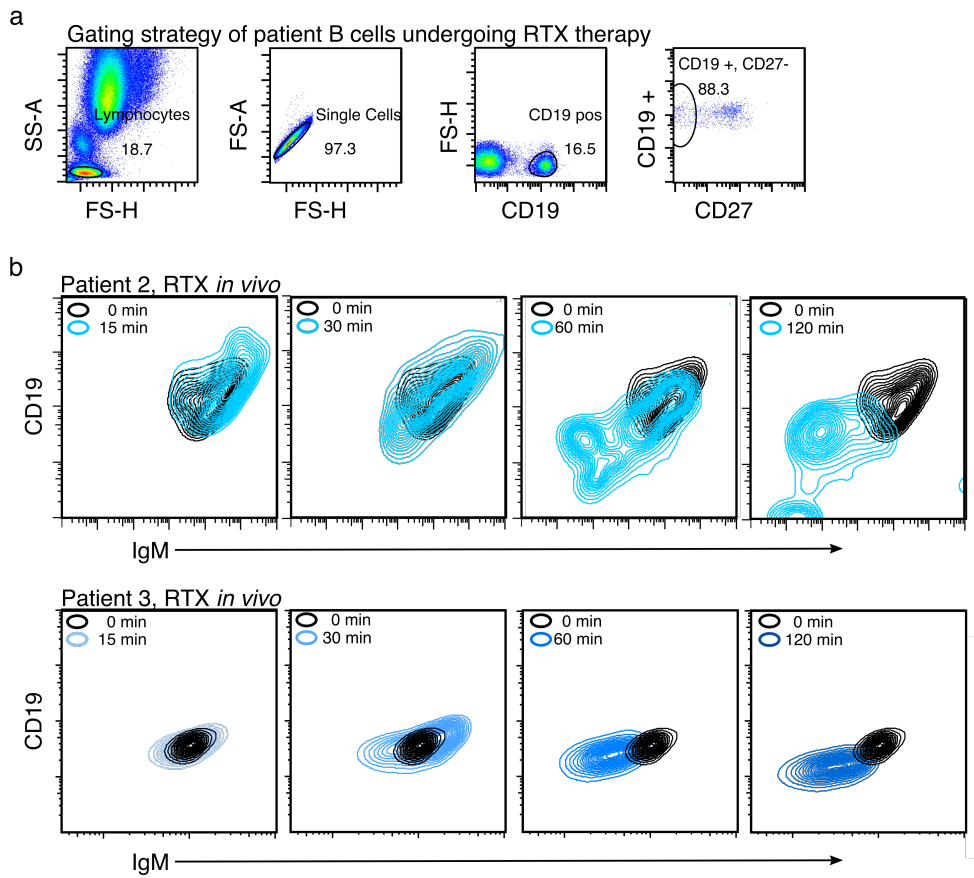 a
Gating strategy of patient B cells undergoing RTX therapy
SS-A
Lymphocytes
18.7
FS-H
FS-A
Single Cells
97.3
FS-H
FS-H
CD19 pos
16.5
CD19
CD19 +
CD19 +, CD27-
88.3
CD27
b
Patient 2, RTX in vivo
CD19
0 min
15 min
0 min
30 min
0 min
60 min
0 min
120 min
IgM
Patient 3, RTX in vivo
CD19
0 min
15 min
0 min
30 min
0 min
60 min
0 min
120 min
IgM